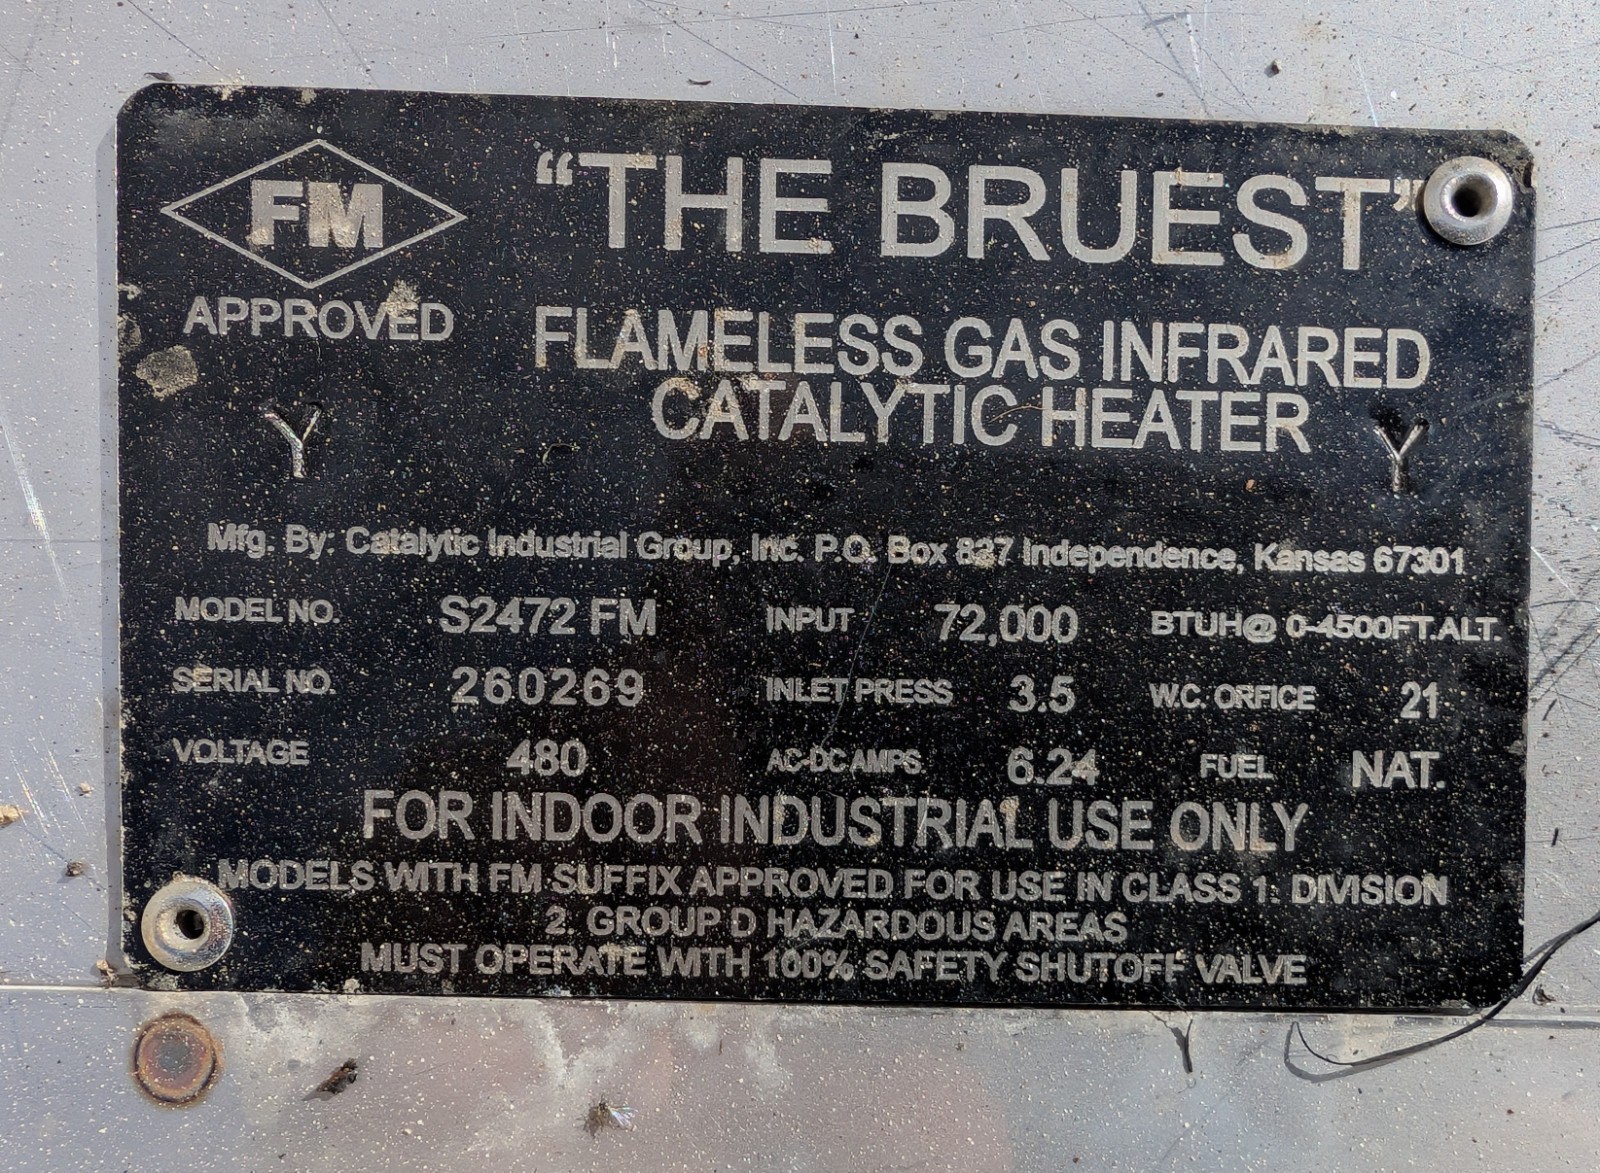 FM
APPROVED
"THE BRUEST"
FLAMELESS GAS INFRARED
CATALYTIC HEATER
Y
Y
Mfg. By: Catalytic Industrial Group, Inc. P.O. Box 837 Independence, Kansas 67301
MODEL NO. S2472 FM INPUT 72,000 BTUH@ 0-4500FT.ALT.
SERIAL NO. 260269 INLET PRESS 3.5 W.C. ORFICE 21
VOLTAGE 480 AC-DC AMPS. 6.24 FUEL NAT.
FOR INDOOR INDUSTRIAL USE ONLY
MODELS WITH FM SUFFIX APPROVED FOR USE IN CLASS 1. DIVISION
2. GROUP D HAZARDOUS AREAS
MUST OPERATE WITH 100% SAFETY SHUTOFF VALVE